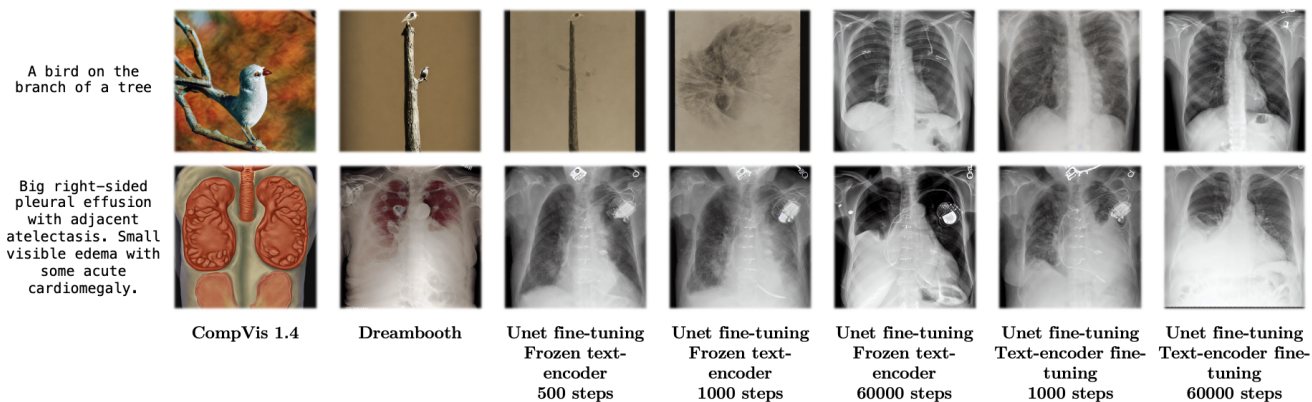 A bird on the
branch of a tree
Big right-sided
pleural effusion
with adjacent
atelectasis. Small
visible edema with
some acute
cardiomegaly.
CompVis 1.4
Dreambooth
Unet fine-tuning
Frozen text-
encoder
500 steps
Unet fine-tuning
Frozen text-
encoder
1000 steps
Unet fine-tuning
Frozen text-
encoder
60000 steps
Unet fine-tuning
Text-encoder fine-
tuning
1000 steps
Unet fine-tuning
Text-encoder fine-
tuning
60000 steps